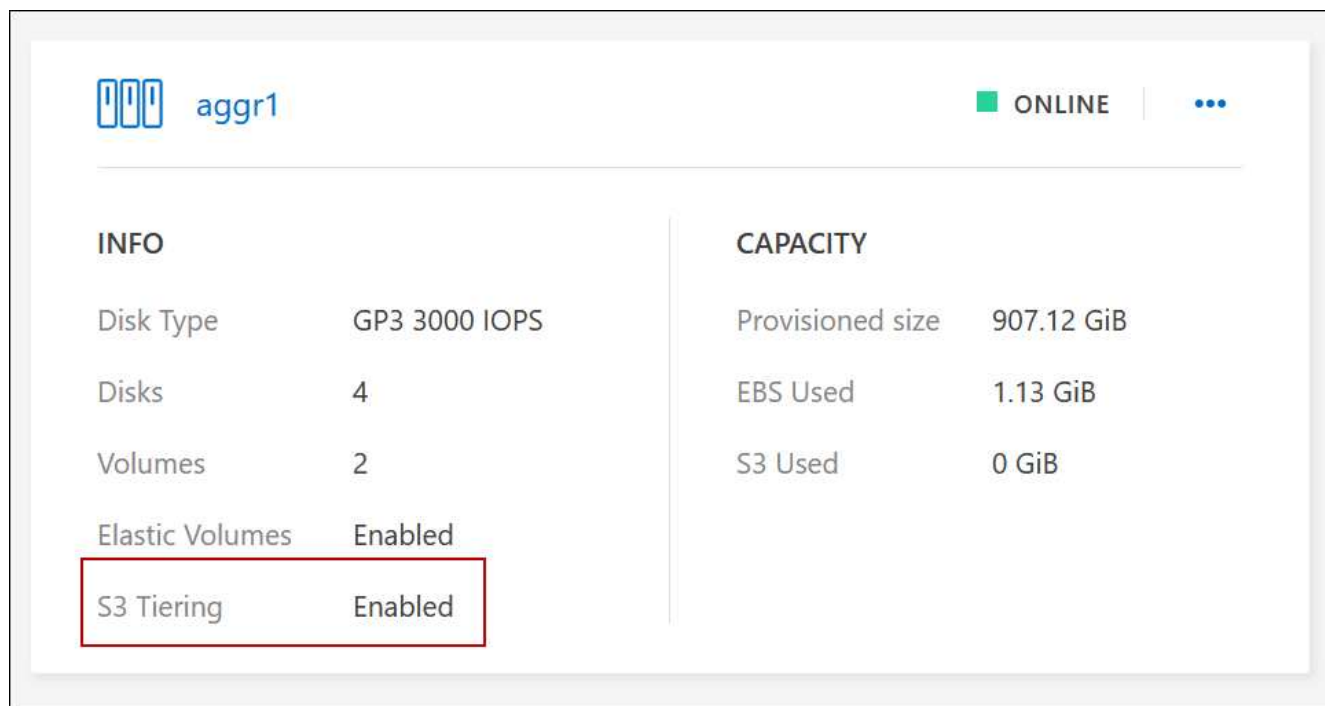 aggr1
ONLINE
INFO
Disk Type GP3 3000 IOPS
Disks 4
Volumes 2
Elastic Volumes Enabled
S3 Tiering Enabled
CAPACITY
Provisioned size 907.12 GiB
EBS Used 1.13 GiB
S3 Used 0 GiB